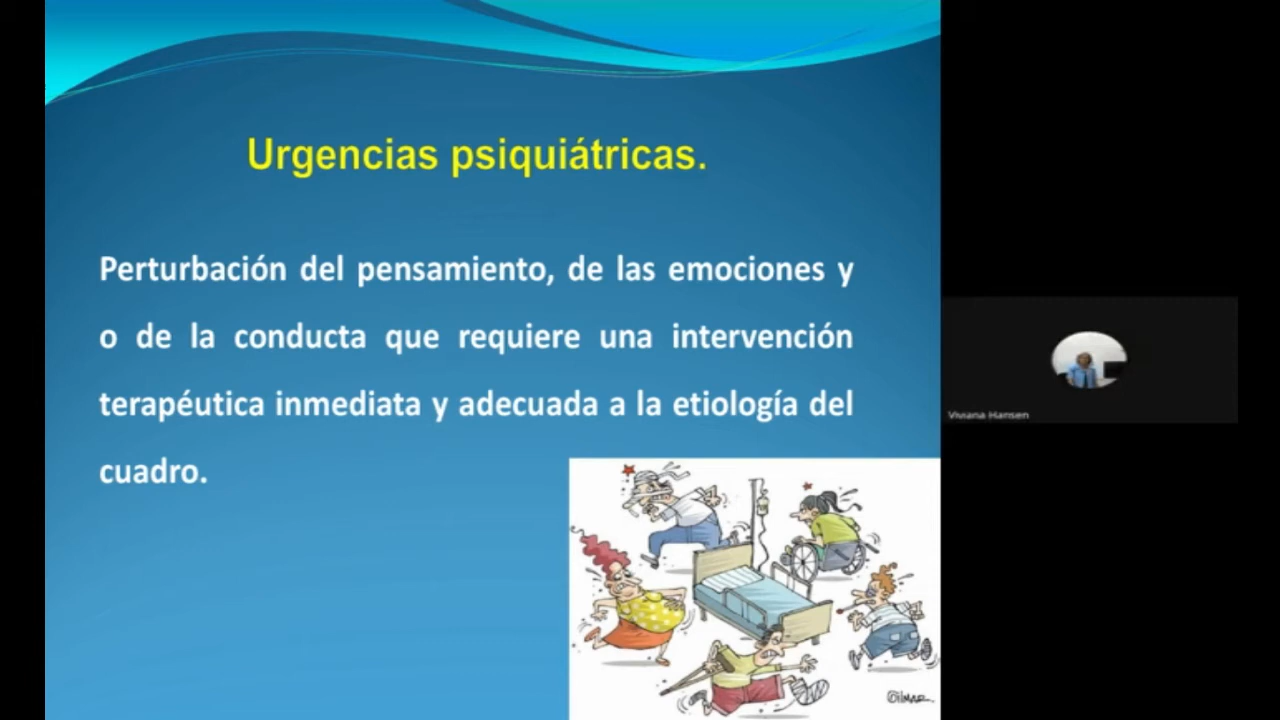 Urgencias psiquiátricas.
Perturbación del pensamiento, de las emociones y
o de la conducta que requiere una intervención
terapéutica inmediata y adecuada a la etiología del
cuadro.
Viviana Hansen
GILMAR